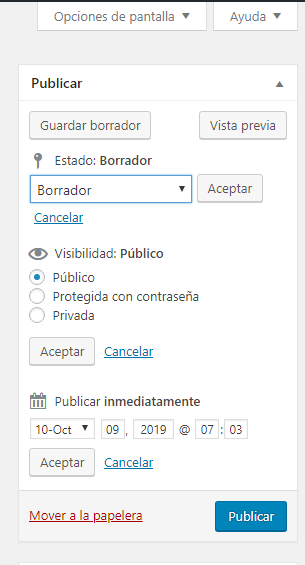 Opciones de pantalla Ayuda
Publicar
Guardar borrador Vista previa
Estado: Borrador
Borrador Aceptar
Cancelar
Visibilidad: Público
Público
Protegida con contraseña
Privada
Aceptar Cancelar
Publicar inmediatamente
10-Oct 09, 2019 @ 07:03
Aceptar Cancelar
Mover a la papelera Publicar